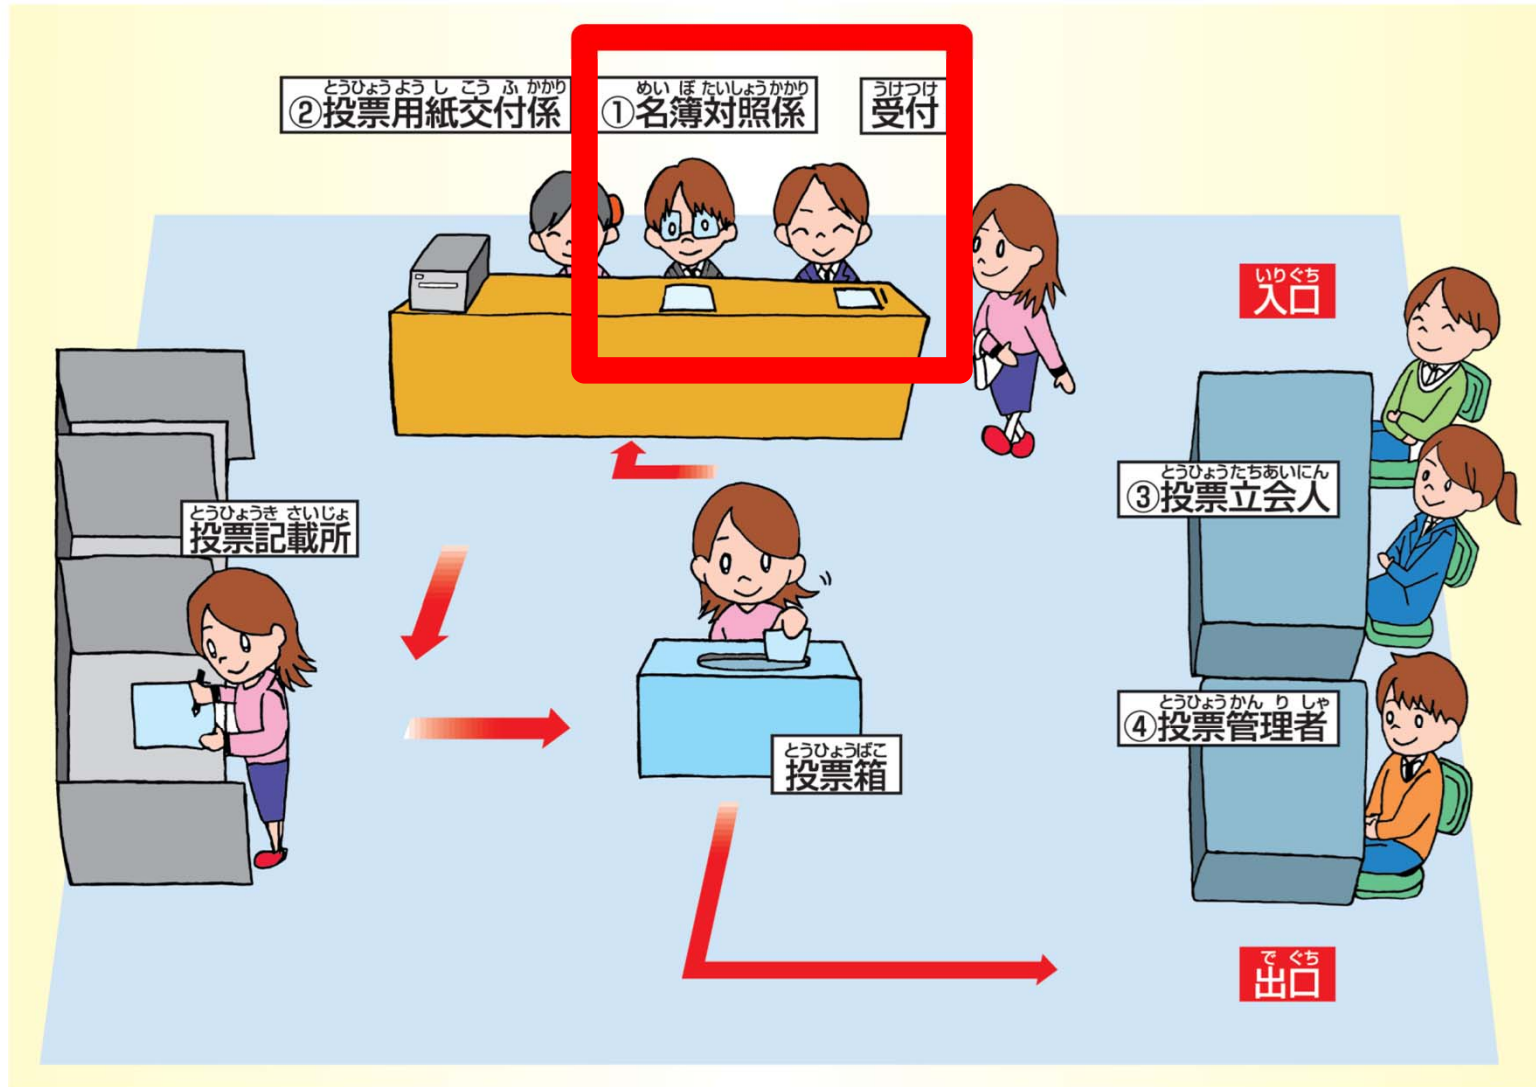 とうひょうようしこうふかかり
②投票用紙交付係
めいぼたいしょうかかり
①名簿対照係
うけつけ
受付
いりぐち
入口
とうひょうたちあいにん
③投票立会人
とうひょうきさいじょ
投票記載所
とうひょうかんりしゃ
④投票管理者
とうひょうばこ
投票箱
でぐち
出口